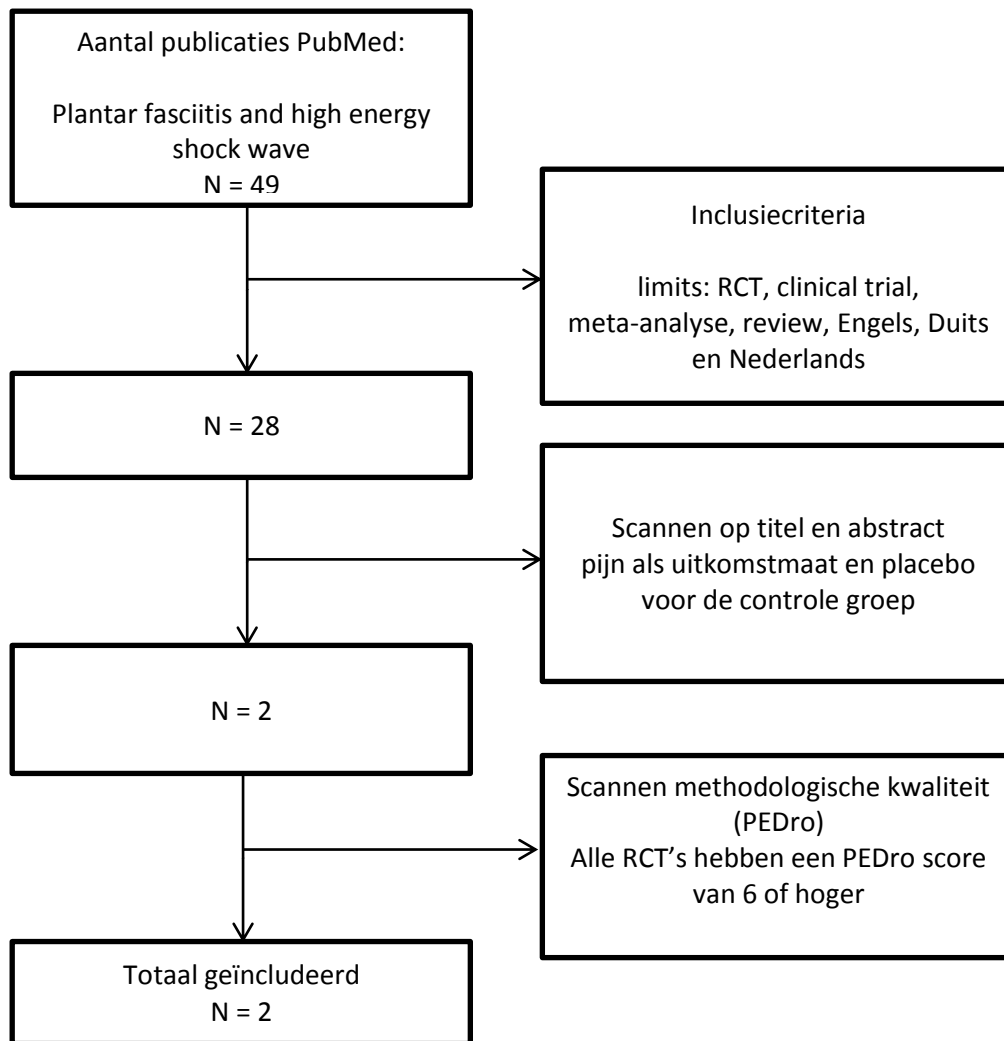 Aantal publicaties PubMed:
Plantar fasciitis and high energy
shock wave
N = 49
Inclusiecriteria
limits: RCT, clinical trial,
meta-analyse, review, Engels, Duits
en Nederlands
N = 28
Scannen op titel en abstract
pijn als uitkomstmaat en placebo
voor de controle groep
N = 2
Scannen methodologische kwaliteit
(PEDro)
Alle RCT’s hebben een PEDro score
van 6 of hoger
Totaal geïncludeerd
N = 2